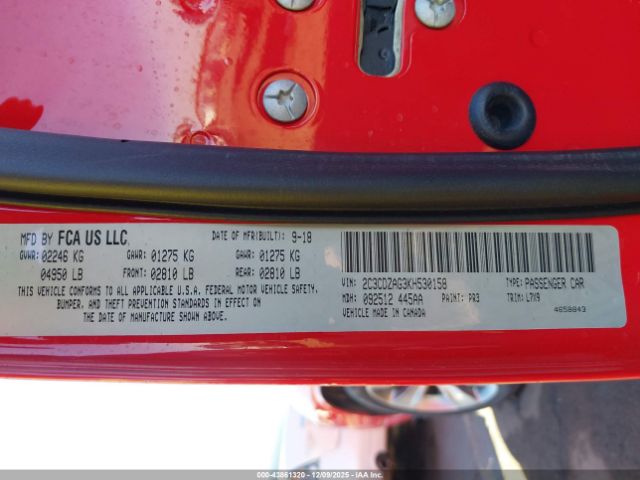 MFD BY FCA US LLC.
DATE OF MFR(BUILT): 9-18
GVWR: 02246 KG GAWR: 01275 KG GAWR: 01275 KG
04950 LB FRONT: 02810 LB REAR: 02810 LB
THIS VEHICLE CONFORMS TO ALL APPLICABLE U.S.A. FEDERAL MOTOR VEHICLE SAFETY,
BUMPER, AND THEFT PREVENTION STANDARDS IN EFFECT ON
THE DATE OF MANUFACTURE SHOWN ABOVE.
VIN: 2C3CDZAG3KH530158 TYPE: PASSENGER CAR
MDH: 092512 445AA PAINT: PR3 TRIM: L7X9
VEHICLE MADE IN CANADA 4658843
000-43861320 • 12/09/2025 • IAA Inc.